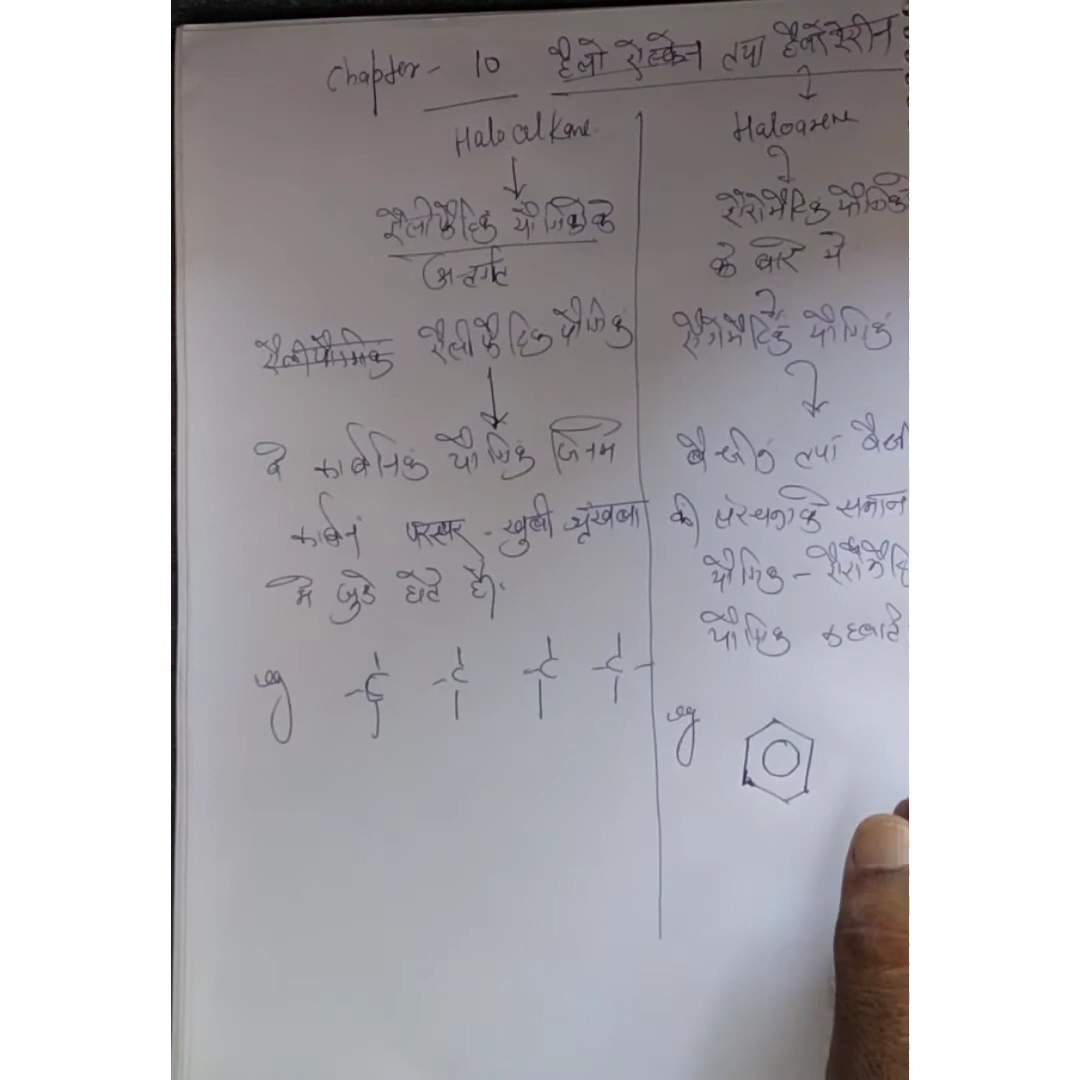 Chapter - 10 हैलो ऐल्केन तथा हैलोऐरीन
Haloalkane
ऐलीफैटिक यौगिको के
अन्तर्गत
ऐलीफैटिक यौगिक
वे कार्बनिक यौगिक जिनमे
कार्बन परस्पर - खुली श्रृंखला
मे जुडे होते है।
eg -C- -C- -C- -C-
Haloarene
ऐरोमैटिक यौगिको
के बारे मे
ऐरोमैटिक यौगिक
बेन्जीन तथा
की संरचना के समान
यौगिक -
यौगिक कहलाते
eg